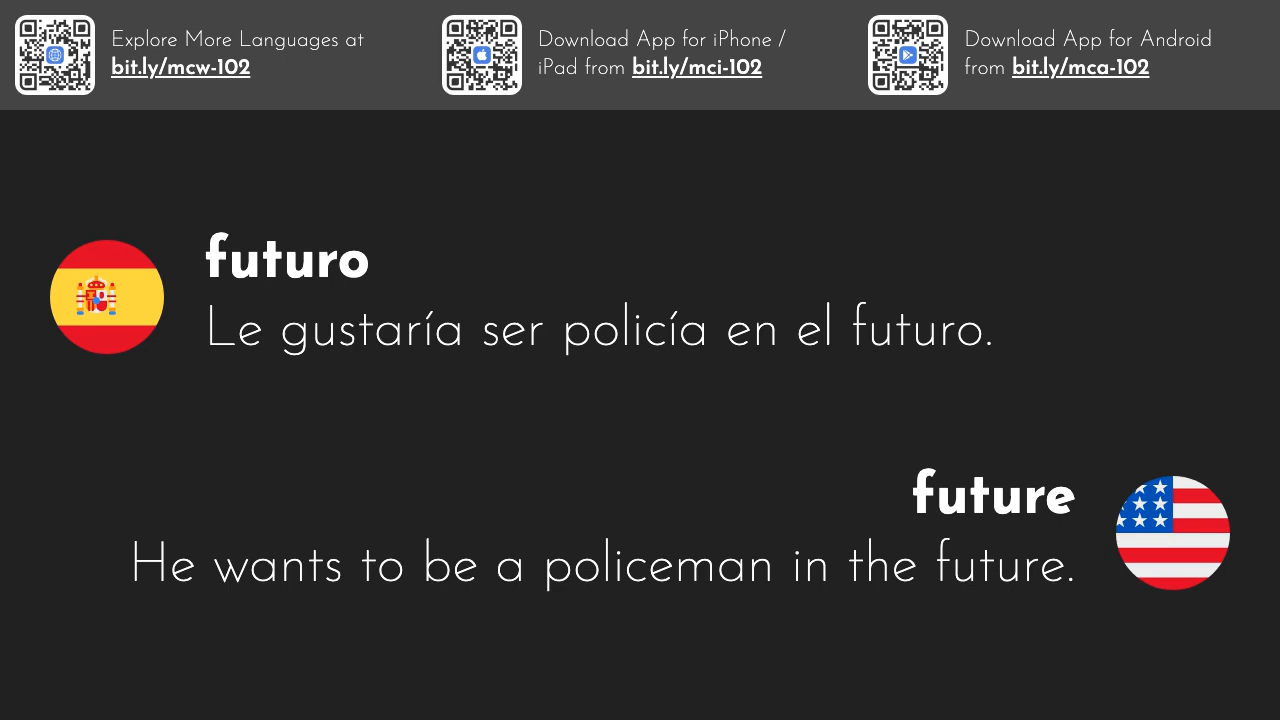 Explore More Languages at
bit.ly/mcw-102
Download App for iPhone /
iPad from bit.ly/mci-102
Download App for Android
from bit.ly/mca-102
futuro
Le gustaría ser policía en el futuro.
future
He wants to be a policeman in the future.